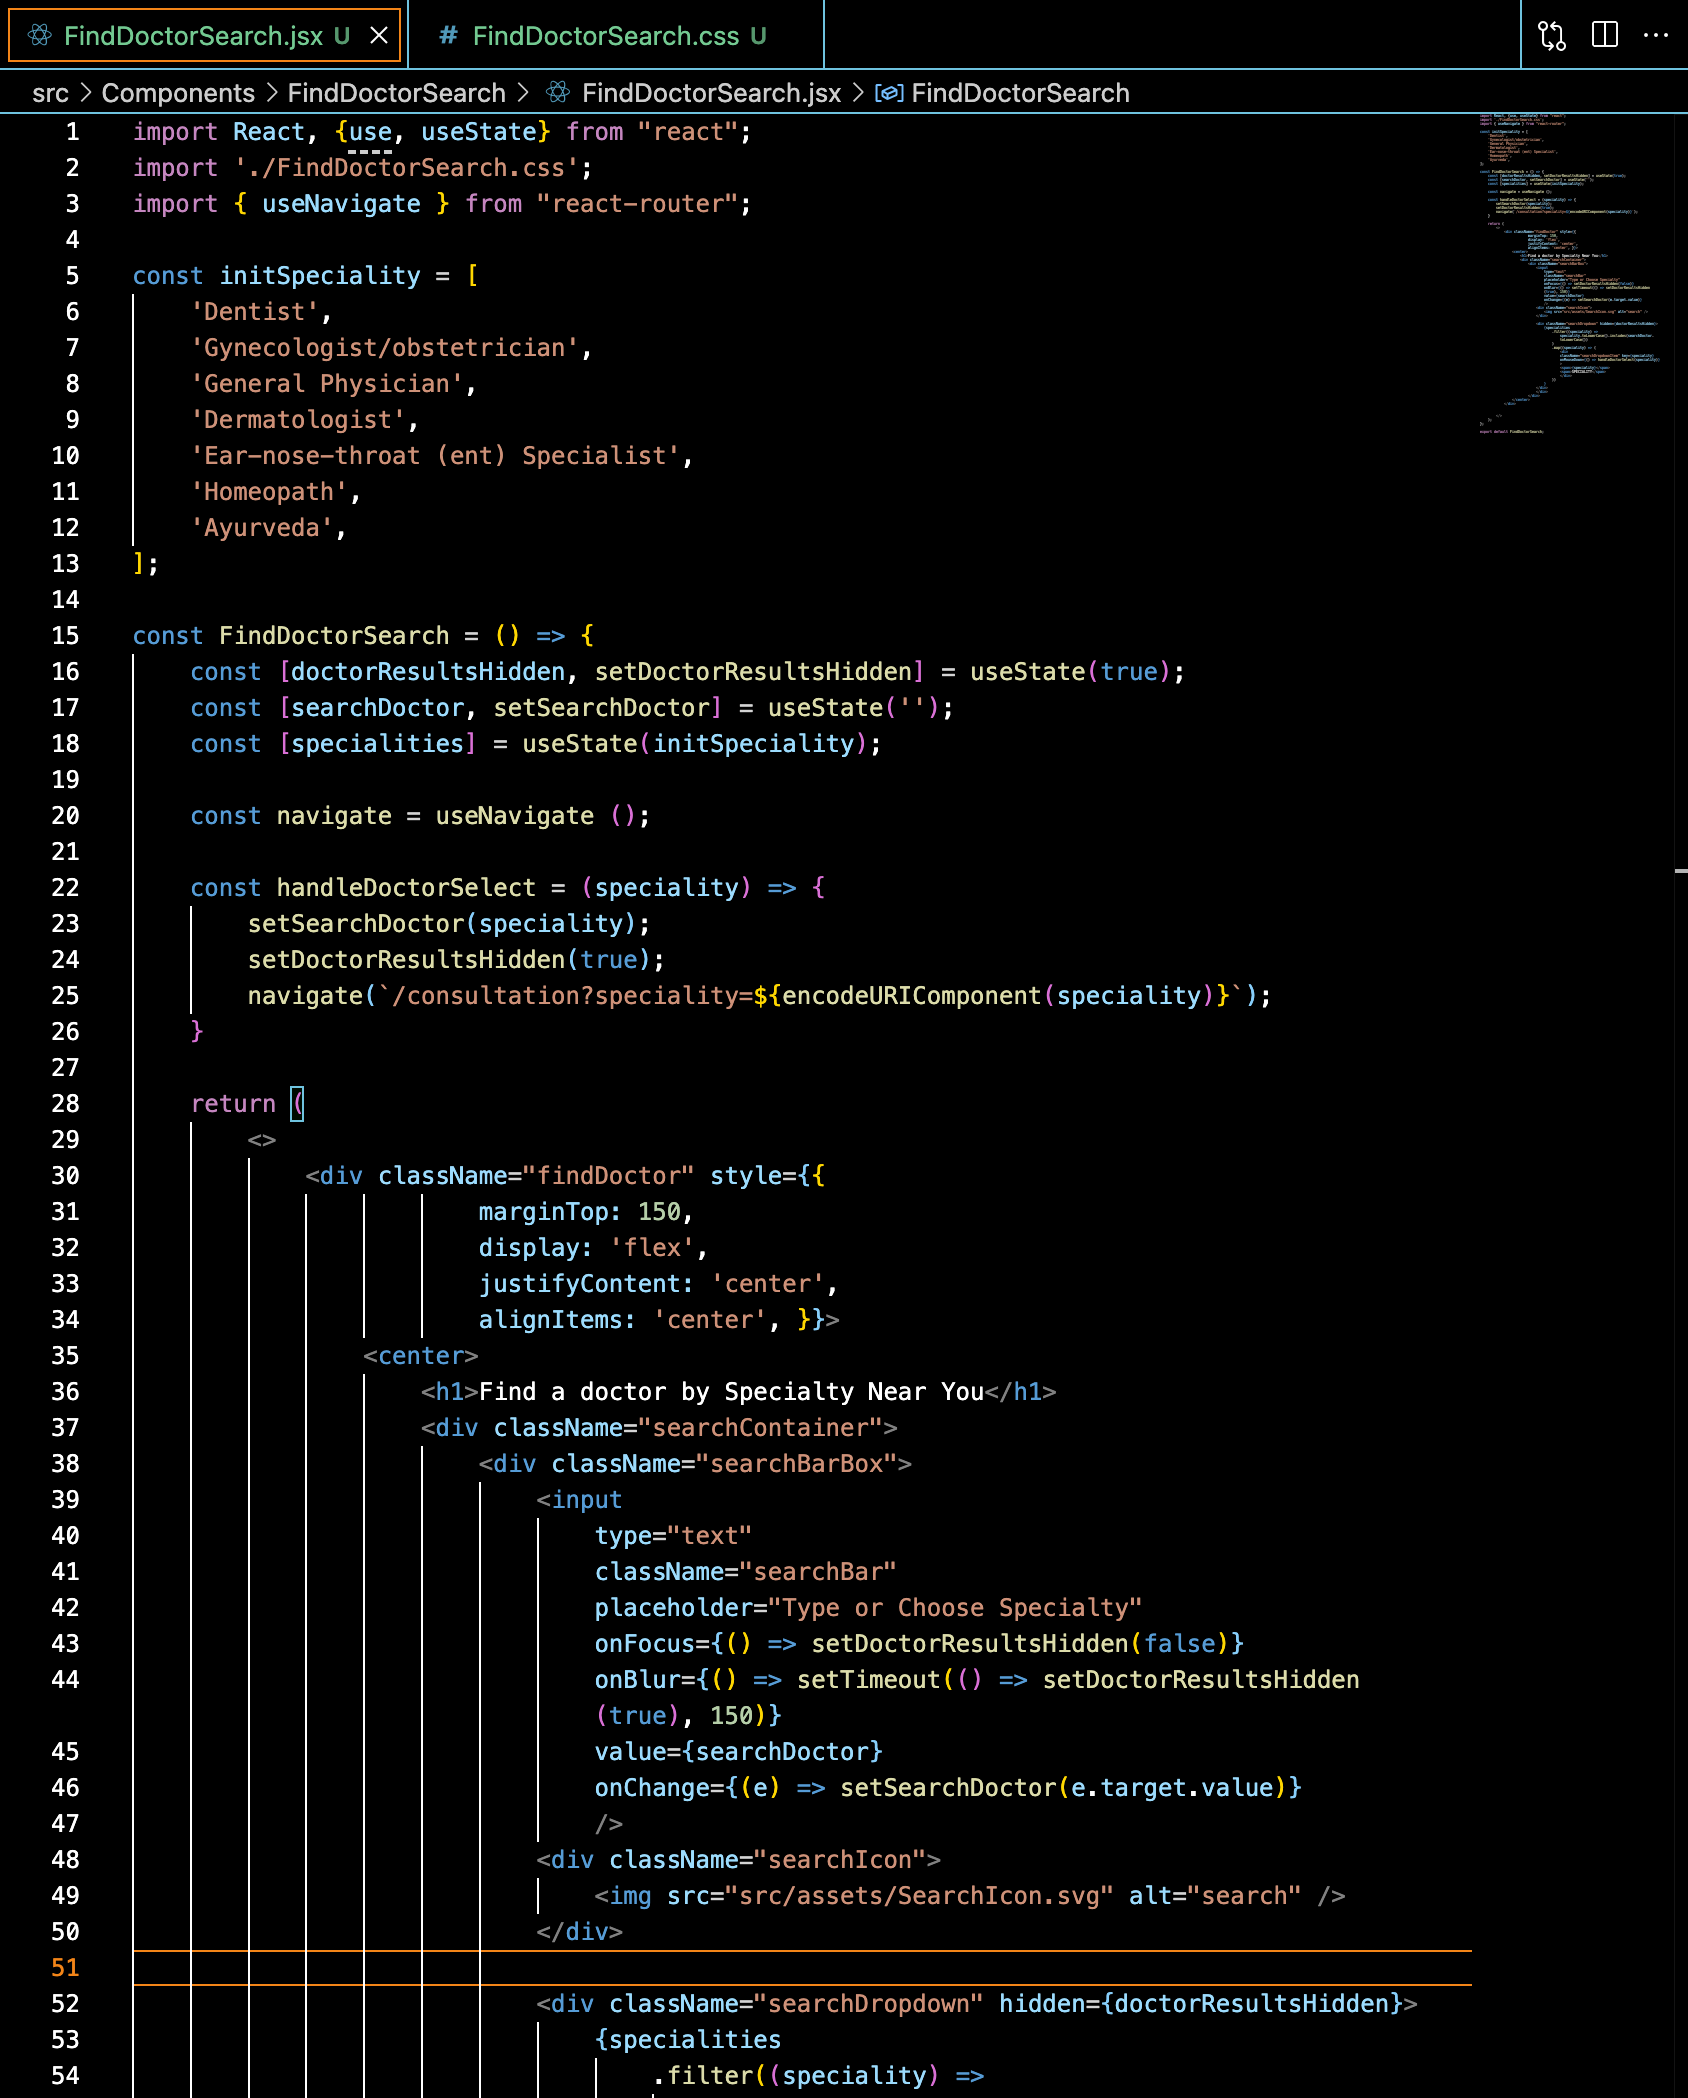 FindDoctorSearch.jsx U
# FindDoctorSearch.css U
src > Components > FindDoctorSearch > FindDoctorSearch.jsx > FindDoctorSearch
1 import React, {use, useState} from "react";
2 import './FindDoctorSearch.css';
3 import { useNavigate } from "react-router";
4
5 const initSpeciality = [
6     'Dentist',
7     'Gynecologist/obstetrician',
8     'General Physician',
9     'Dermatologist',
10     'Ear-nose-throat (ent) Specialist',
11     'Homeopath',
12     'Ayurveda',
13 ];
14
15 const FindDoctorSearch = () => {
16     const [doctorResultsHidden, setDoctorResultsHidden] = useState(true);
17     const [searchDoctor, setSearchDoctor] = useState('');
18     const [specialities] = useState(initSpeciality);
19
20     const navigate = useNavigate ();
21
22     const handleDoctorSelect = (speciality) => {
23         setSearchDoctor(speciality);
24         setDoctorResultsHidden(true);
25         navigate(`/consultation?speciality=${encodeURIComponent(speciality)}`);
26     }
27
28     return (
29         <>
30             <div className="findDoctor" style={{
31                         marginTop: 150,
32                         display: 'flex',
33                         justifyContent: 'center',
34                         alignItems: 'center', }}>
35                 <center>
36                     <h1>Find a doctor by Specialty Near You</h1>
37                     <div className="searchContainer">
38                         <div className="searchBarBox">
39                             <input
40                                 type="text"
41                                 className="searchBar"
42                                 placeholder="Type or Choose Specialty"
43                                 onFocus={() => setDoctorResultsHidden(false)}
44                                 onBlur={() => setTimeout(() => setDoctorResultsHidden
                                (true), 150)}
45                                 value={searchDoctor}
46                                 onChange={(e) => setSearchDoctor(e.target.value)}
47                                 />
48                             <div className="searchIcon">
49                                 <img src="src/assets/SearchIcon.svg" alt="search" />
50                             </div>
51
52                             <div className="searchDropdown" hidden={doctorResultsHidden}>
53                                 {specialities
54                                     .filter((speciality) =>